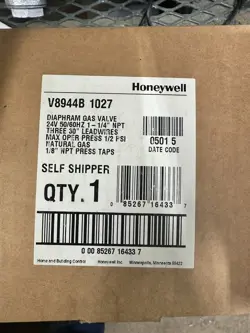 Honeywell
V8944B 1027
DIAPHRAM GAS VALVE
24V 50/60HZ 1-1/4" NPT
THREE 30" LEADWIRES
MAX OPER PRESS 1/2 PSI
NATURAL GAS
1/8" NPT PRESS TAPS
0501 5
DATE CODE
SELF SHIPPER
QTY. 1
0 85267 16433 7
0 00 85267 16433 7
Home and Building Control Honeywell Inc. Minneapolis, Minnesota 55422